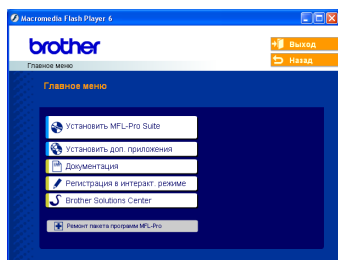 Macromedia Flash Player 6
brother
Выход
Назад
Главное меню
Главное меню
Установить MFL-Pro Suite
Установить доп. приложения
Документация
Регистрация в интеракт. режиме
Brother Solutions Center
Ремонт пакета программ MFL-Pro